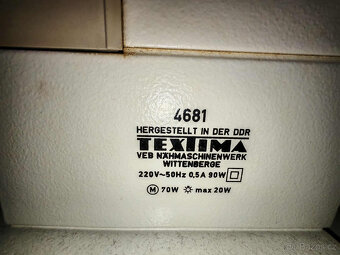 4681
HERGESTELLT IN DER DDR
TEXTIMA
VEB NÄHMASCHINENWERK
WITTENBERGE
220V~50Hz 0,5A 90W
M 70W max 20W